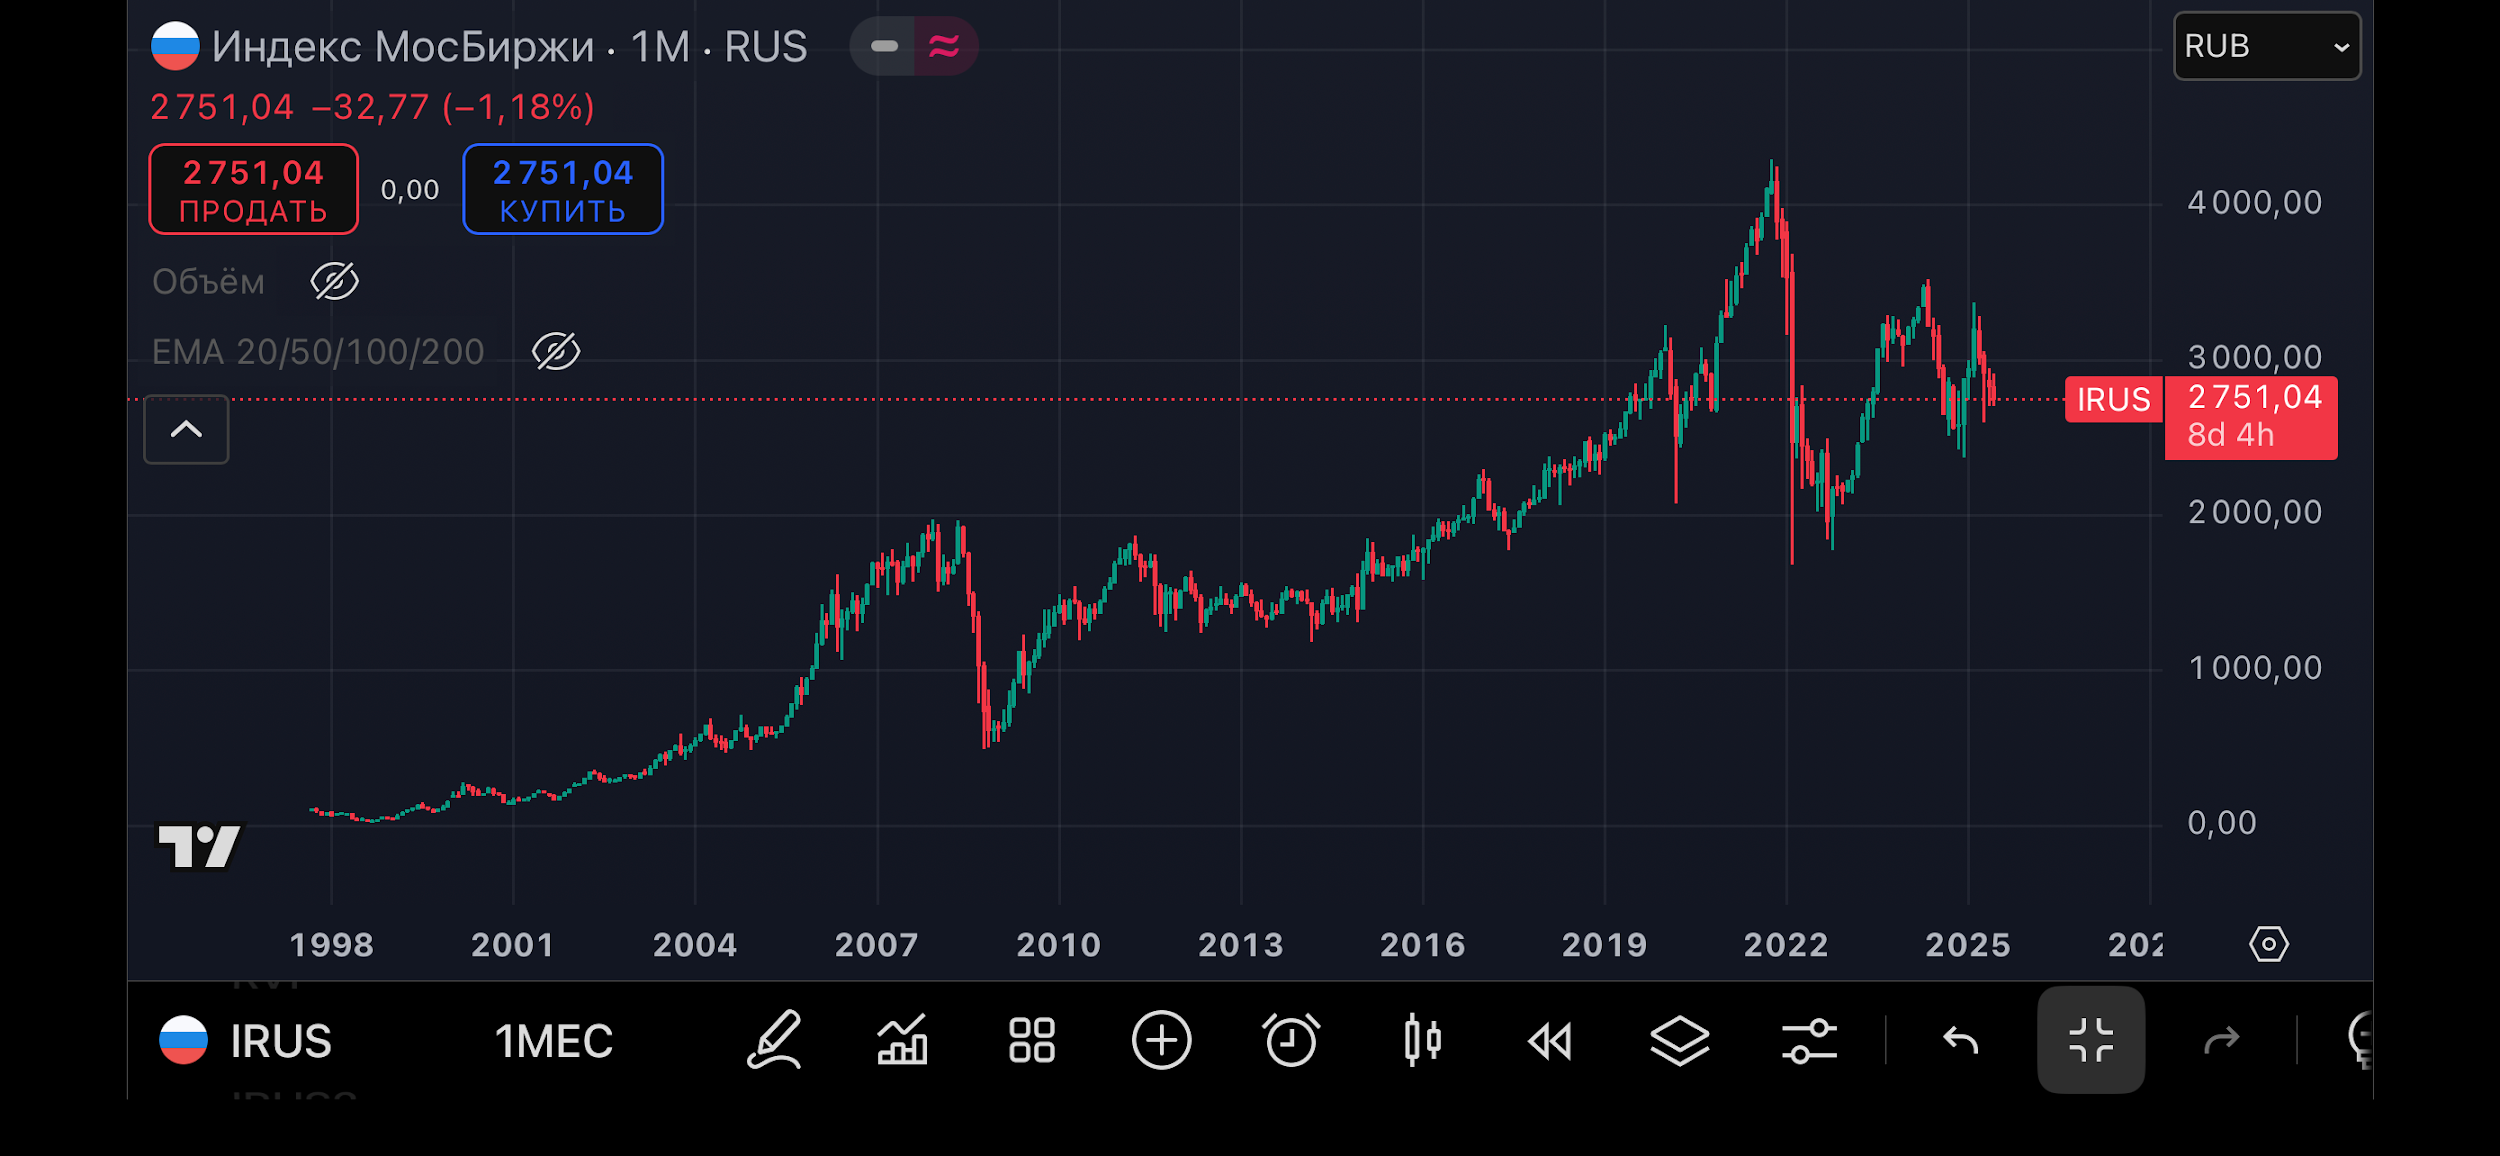 Индекс МосБиржи · 1М · RUS
RUB
2 751,04 −32,77 (−1,18%)
2 751,04
ПРОДАТЬ
0,00
2 751,04
КУПИТЬ
Объём
EMA 20/50/100/200
4 000,00
3 000,00
IRUS
2 751,04
8d 4h
2 000,00
1 000,00
0,00
1998 2001 2004 2007 2010 2013 2016 2019 2022 2025
IRUS
1МЕС